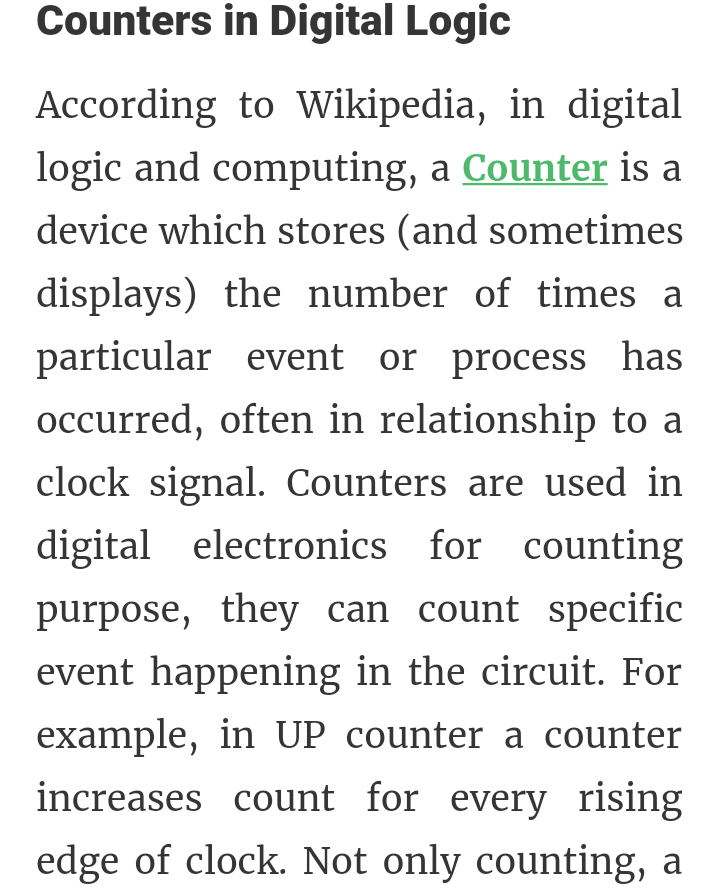 Counters in Digital Logic
According to Wikipedia, in digital
logic and computing, a Counter is a
device which stores (and sometimes
displays) the number of times a
particular event or process has
occurred, often in relationship to a
clock signal. Counters are used in
digital electronics for counting
purpose, they can count specific
event happening in the circuit. For
example, in UP counter a counter
increases count for every rising
edge of clock. Not only counting, a